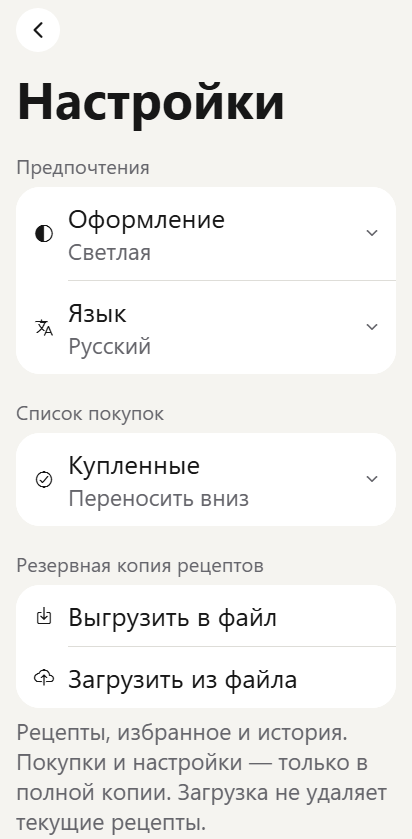 Настройки
Предпочтения
Оформление
Светлая
Язык
Русский
Список покупок
Купленные
Переносить вниз
Резервная копия рецептов
Выгрузить в файл
Загрузить из файла
Рецепты, избранное и история.
Покупки и настройки — только в
полной копии. Загрузка не удаляет
текущие рецепты.